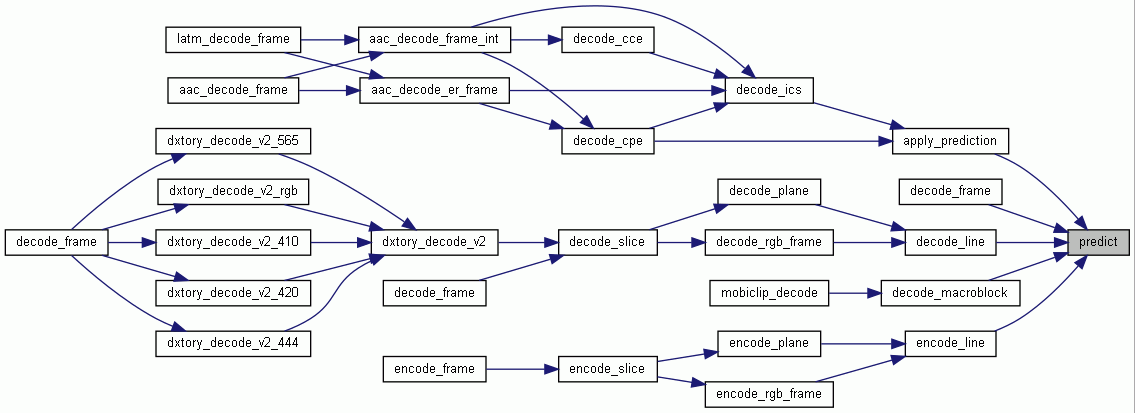 latm_decode_frame
aac_decode_frame_int
decode_cce
aac_decode_frame
aac_decode_er_frame
decode_ics
dxtory_decode_v2_565
decode_cpe
apply_prediction
dxtory_decode_v2_rgb
decode_plane
decode_frame
decode_frame
dxtory_decode_v2_410
dxtory_decode_v2
decode_slice
decode_rgb_frame
decode_line
predict
dxtory_decode_v2_420
decode_frame
mobiclip_decode
decode_macroblock
dxtory_decode_v2_444
encode_plane
encode_line
encode_frame
encode_slice
encode_rgb_frame